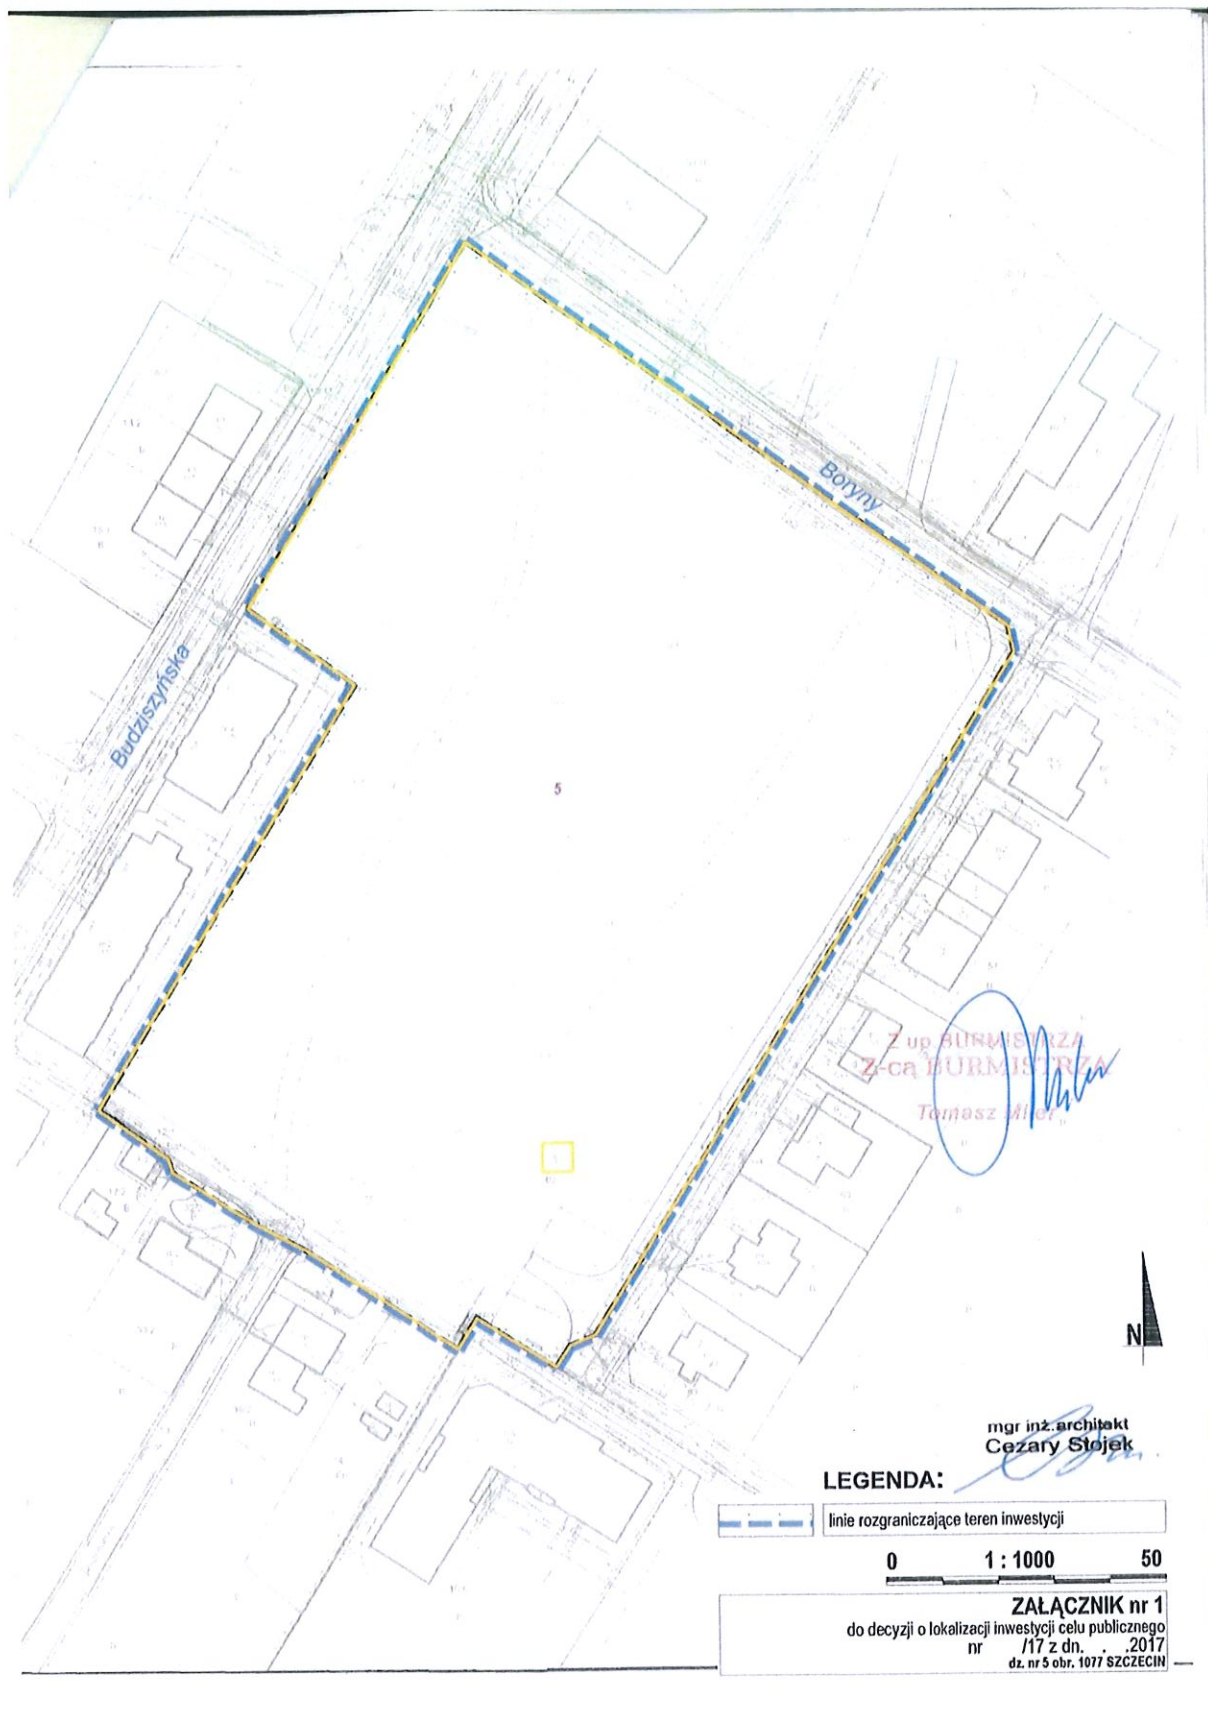 Boryny
Budziszyńska
5
Z up BURMISTRZA
Z-cą BURMISTRZA
Tomasz
N
mgr inż. architekt
Cezary Stojek
LEGENDA:
linie rozgraniczające teren inwestycji
0 1 : 1000 50
ZAŁĄCZNIK nr 1
do decyzji o lokalizacji inwestycji celu publicznego
nr /17 z dn. . .2017
dz. nr 5 obr. 1077 SZCZECIN